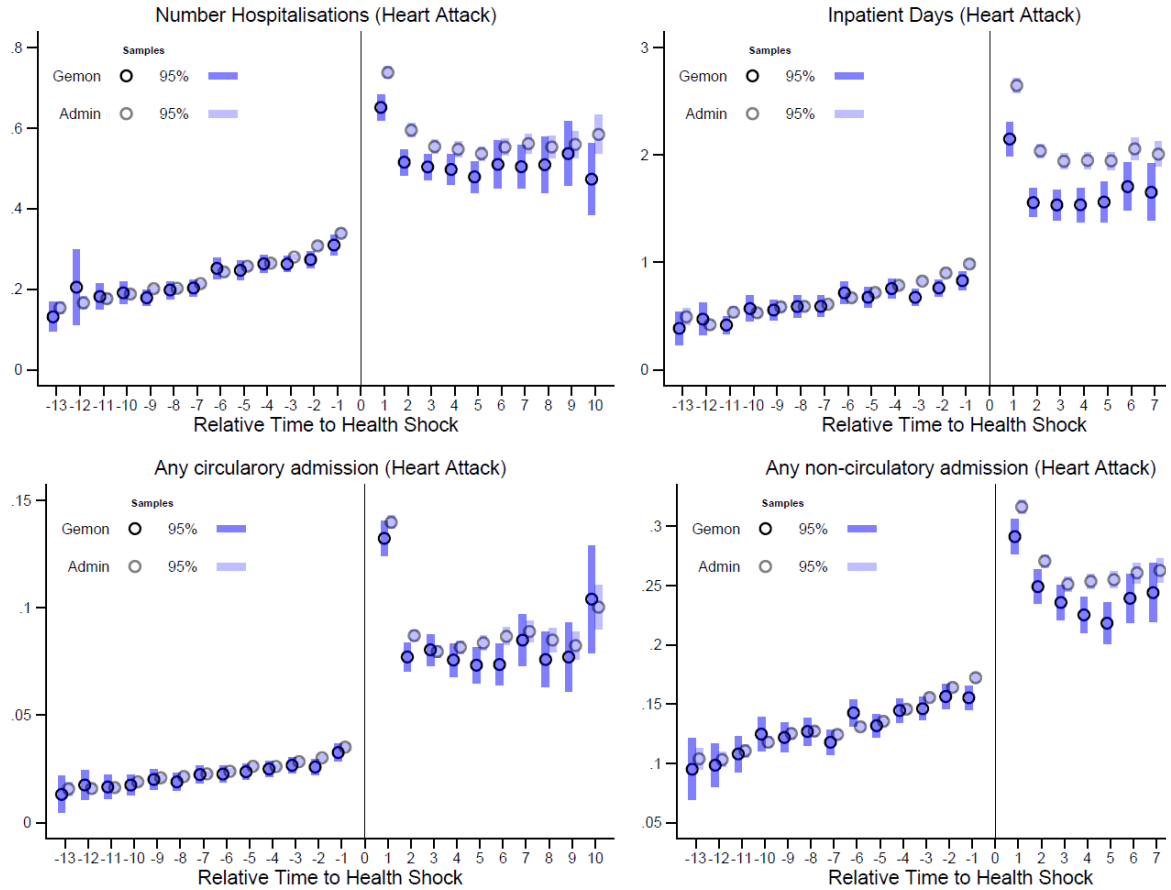 Number Hospitalisations (Heart Attack)
Samples
Gemon 95%
Admin 95%
.8
.6
.4
.2
0
-13 -12 -11 -10 -9 -8 -7 -6 -5 -4 -3 -2 -1 0 1 2 3 4 5 6 7 8 9 10
Relative Time to Health Shock
Inpatient Days (Heart Attack)
Samples
Gemon 95%
Admin 95%
3
2
1
0
-13 -12 -11 -10 -9 -8 -7 -6 -5 -4 -3 -2 -1 0 1 2 3 4 5 6 7
Relative Time to Health Shock
Any circularory admission (Heart Attack)
Samples
Gemon 95%
Admin 95%
.15
.1
.05
0
-13 -12 -11 -10 -9 -8 -7 -6 -5 -4 -3 -2 -1 0 1 2 3 4 5 6 7 8 9 10
Relative Time to Health Shock
Any non-circulatory admission (Heart Attack)
Samples
Gemon 95%
Admin 95%
.3
.25
.2
.15
.1
.05
-13 -12 -11 -10 -9 -8 -7 -6 -5 -4 -3 -2 -1 0 1 2 3 4 5 6 7
Relative Time to Health Shock